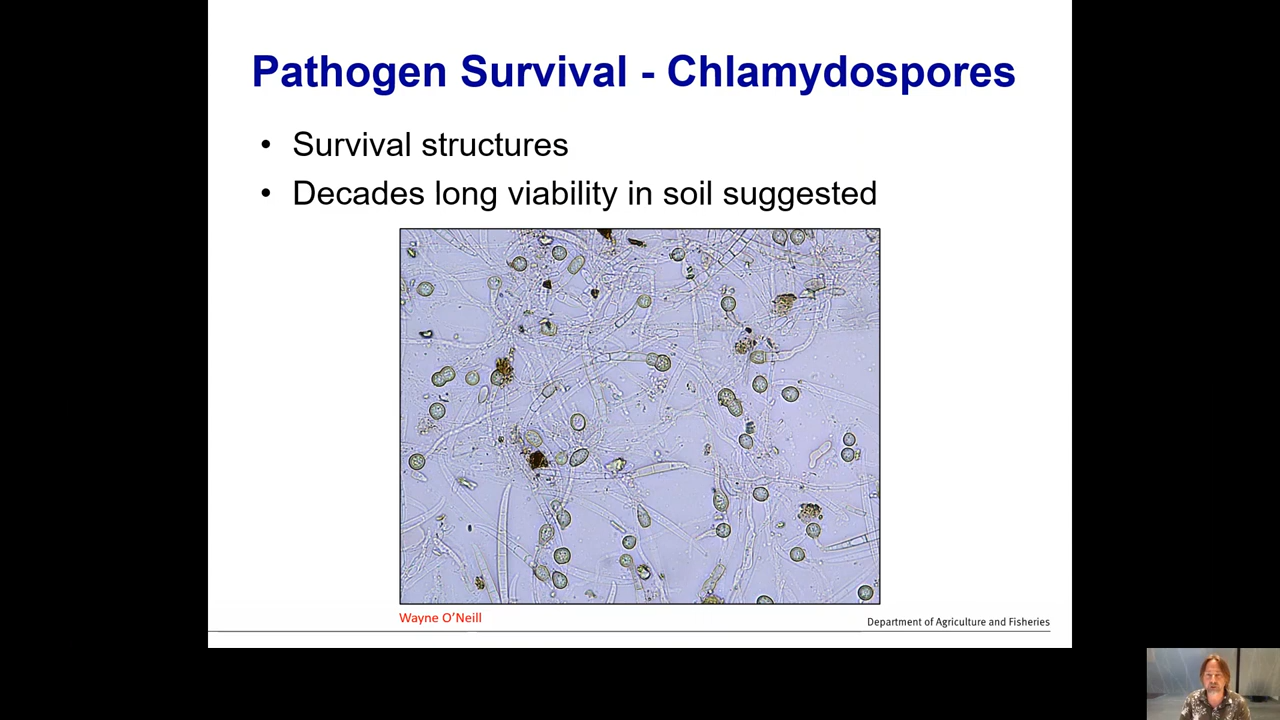 Pathogen Survival - Chlamydospores
• Survival structures
• Decades long viability in soil suggested
Wayne O’Neill
Department of Agriculture and Fisheries